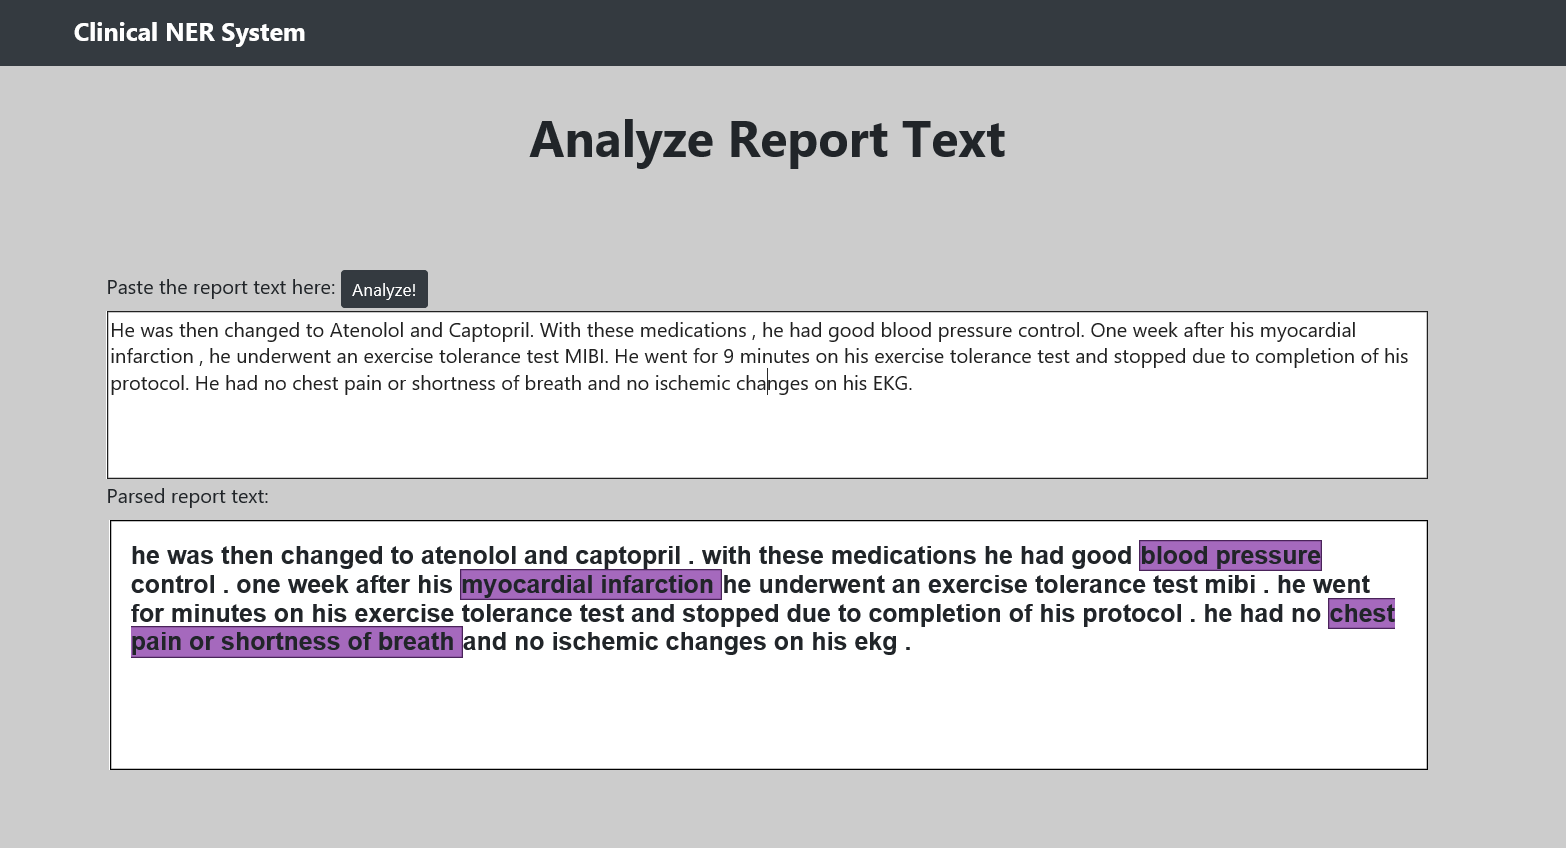 Clinical NER System
Analyze Report Text
Paste the report text here: Analyze!
He was then changed to Atenolol and Captopril. With these medications , he had good blood pressure control. One week after his myocardial
infarction , he underwent an exercise tolerance test MIBI. He went for 9 minutes on his exercise tolerance test and stopped due to completion of his
protocol. He had no chest pain or shortness of breath and no ischemic changes on his EKG.
Parsed report text:
he was then changed to atenolol and captopril . with these medications he had good blood pressure
control . one week after his myocardial infarction he underwent an exercise tolerance test mibi . he went
for minutes on his exercise tolerance test and stopped due to completion of his protocol . he had no chest
pain or shortness of breath and no ischemic changes on his ekg .